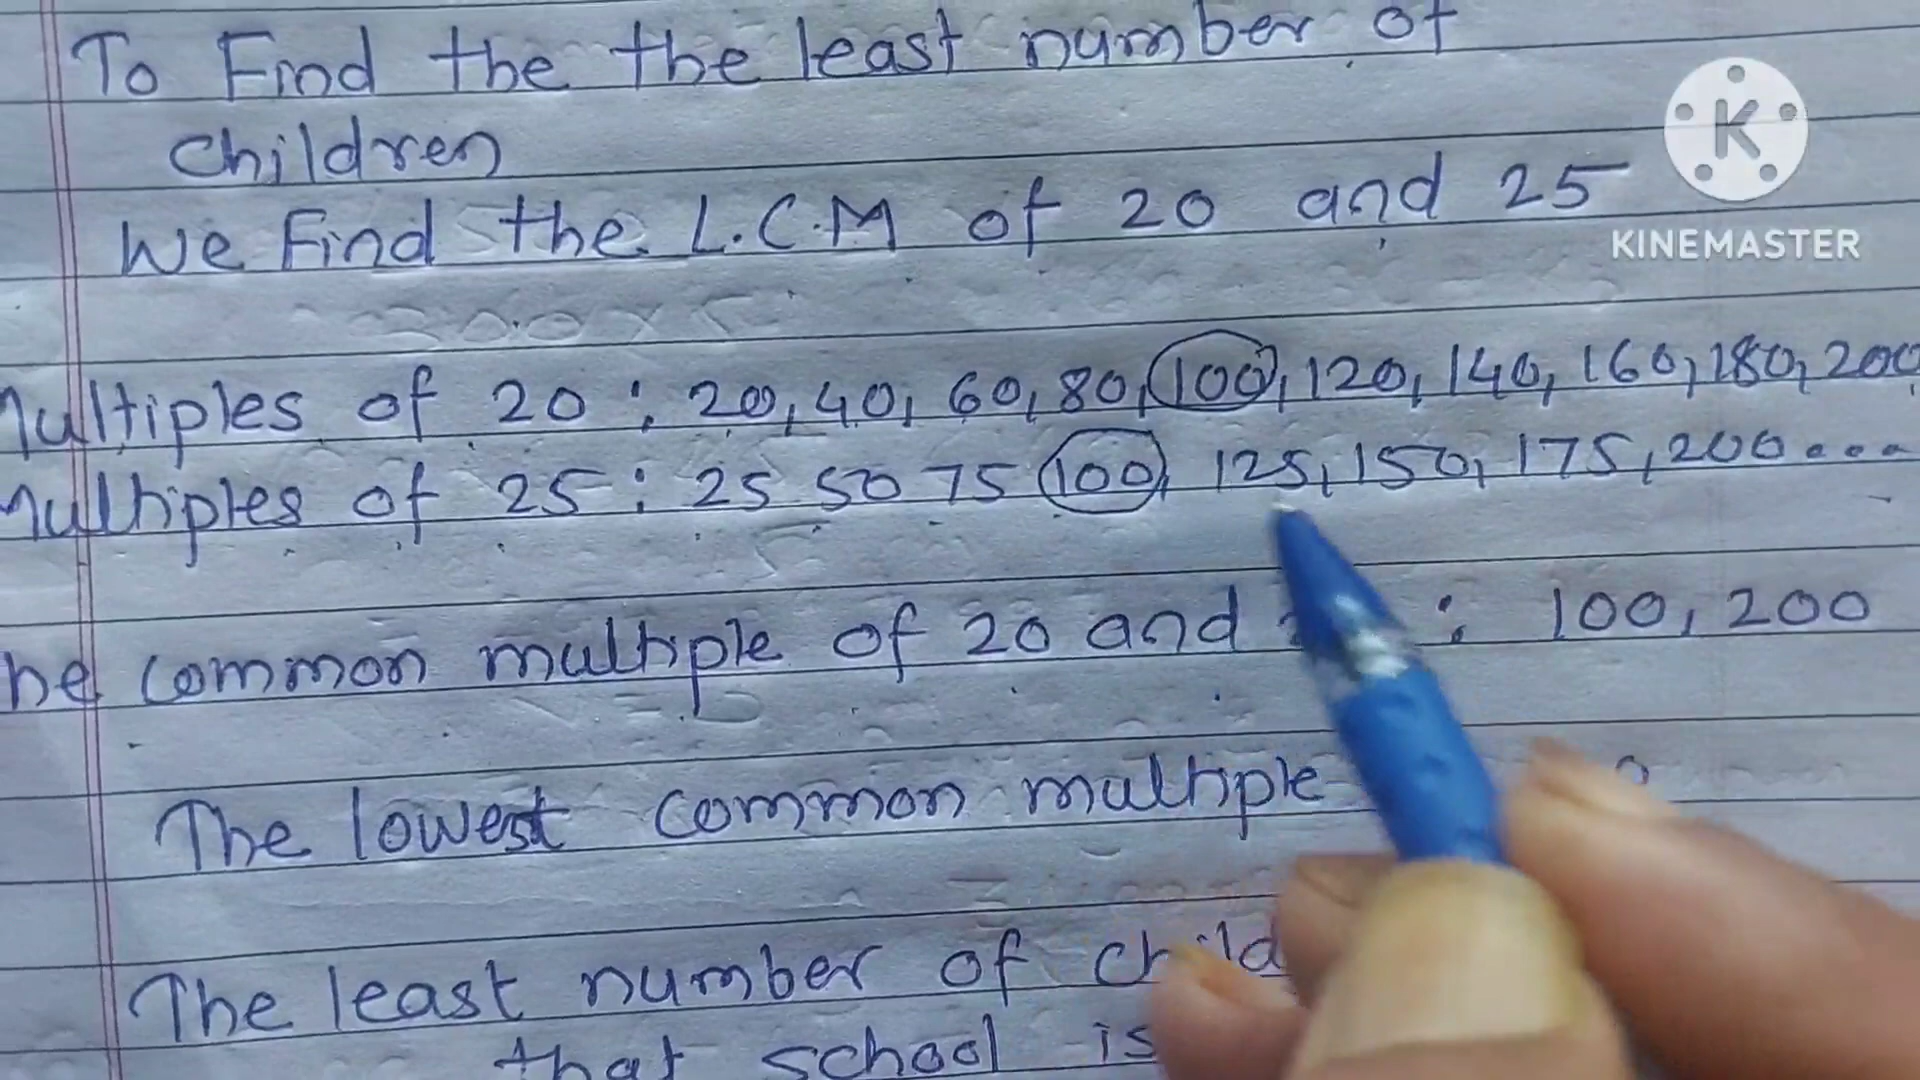 To Find the the least number of
children
We Find the L.C.M of 20 and 25
KINEMASTER
Multiples of 20 : 20, 40, 60, 80, 100, 120, 140, 160, 180, 200
Multiples of 25 : 25 50 75 100, 125, 150, 175, 200....
he common multiple of 20 and : 100, 200
The lowest common multiple
The least number of child
that school is